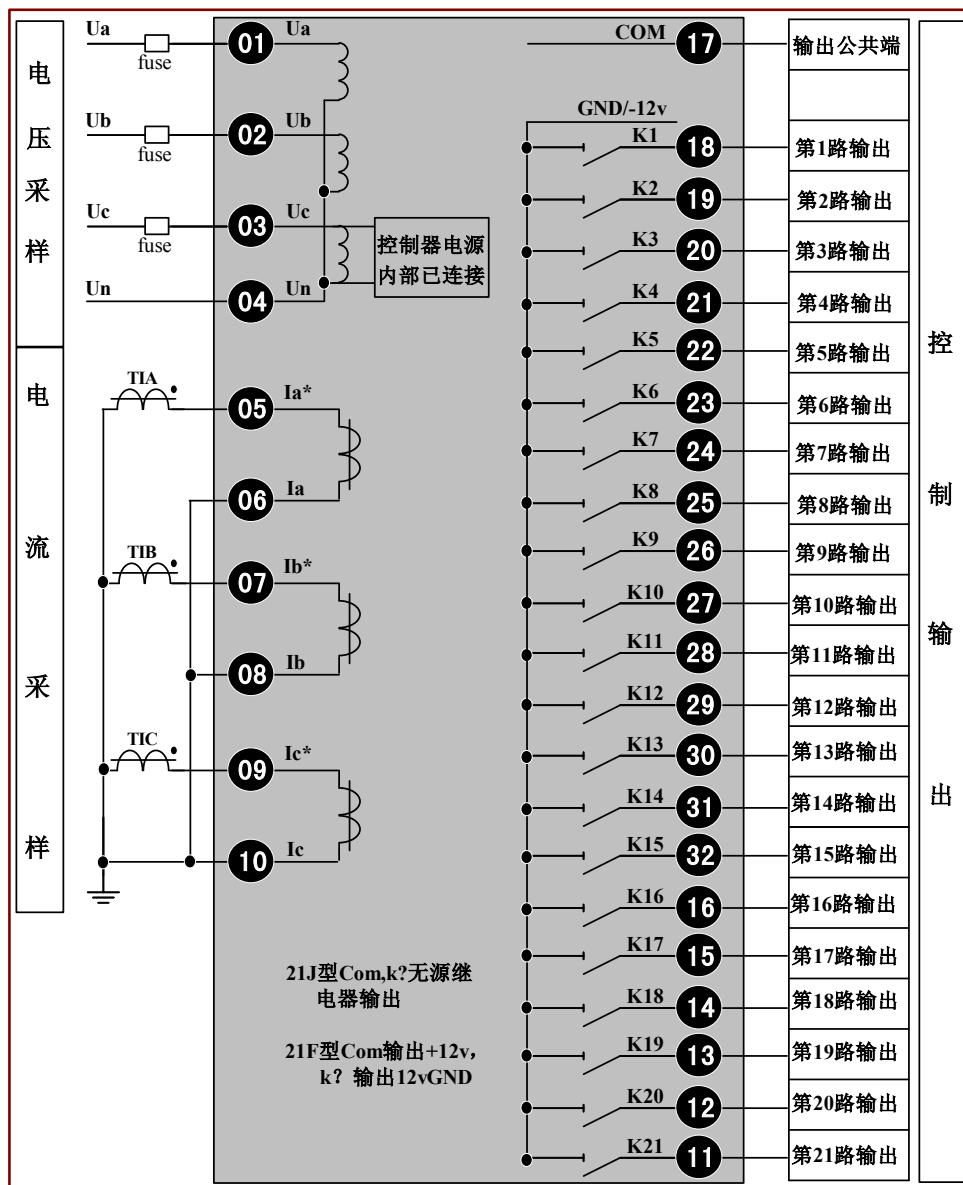 电压采样
Ua
fuse
01
Ua
Ub
fuse
02
Ub
Uc
fuse
03
Uc
控制器电源
内部已连接
Un
04
Un
电流采样
TIA
05
Ia*
06
Ia
TIB
07
Ib*
08
Ib
TIC
09
Ic*
10
Ic
21J型Com,k?无源继
电器输出
21F型Com输出+12v,
k? 输出12vGND
COM
17
输出公共端
GND/-12v
K1
18
第1路输出
K2
19
第2路输出
K3
20
第3路输出
K4
21
第4路输出
K5
22
第5路输出
K6
23
第6路输出
K7
24
第7路输出
K8
25
第8路输出
K9
26
第9路输出
K10
27
第10路输出
K11
28
第11路输出
K12
29
第12路输出
K13
30
第13路输出
K14
31
第14路输出
K15
32
第15路输出
K16
16
第16路输出
K17
15
第17路输出
K18
14
第18路输出
K19
13
第19路输出
K20
12
第20路输出
K21
11
第21路输出
控制输出